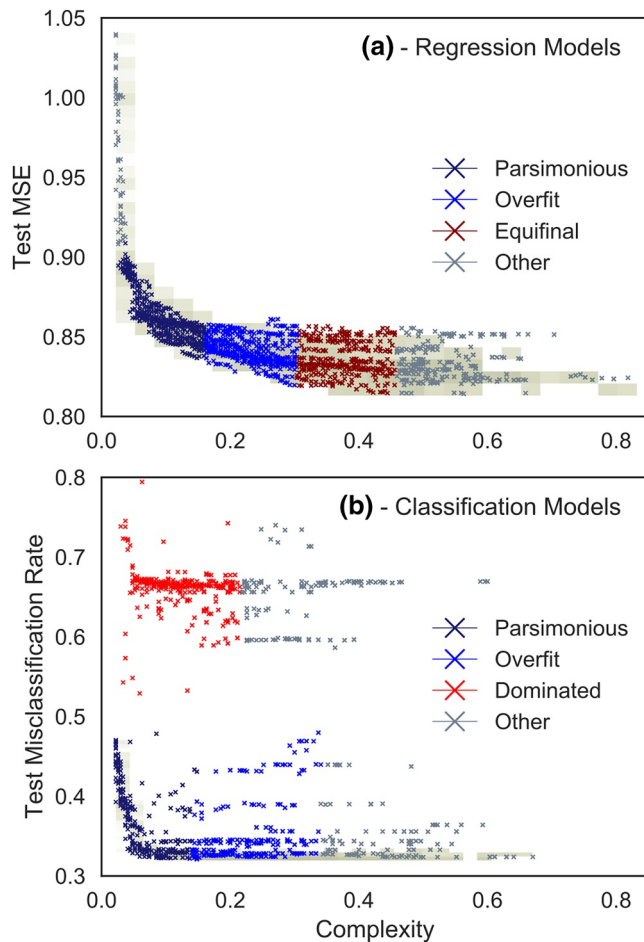 (a) - Regression Models
1.05
1.00
0.95
0.90
0.85
0.80
Test MSE
Parsimonious
Overfit
Equifinal
Other
0.0 0.2 0.4 0.6 0.8
(b) - Classification Models
0.8
0.7
0.6
0.5
0.4
0.3
Test Misclassification Rate
Parsimonious
Overfit
Dominated
Other
0.0 0.2 0.4 0.6 0.8
Complexity